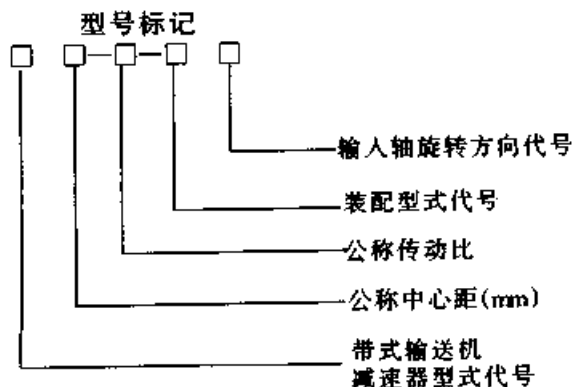 型号标记
□ □—□—□ □
输入轴旋转方向代号
装配型式代号
公称传动比
公称中心距(mm)
带式输送机
减速器型式代号